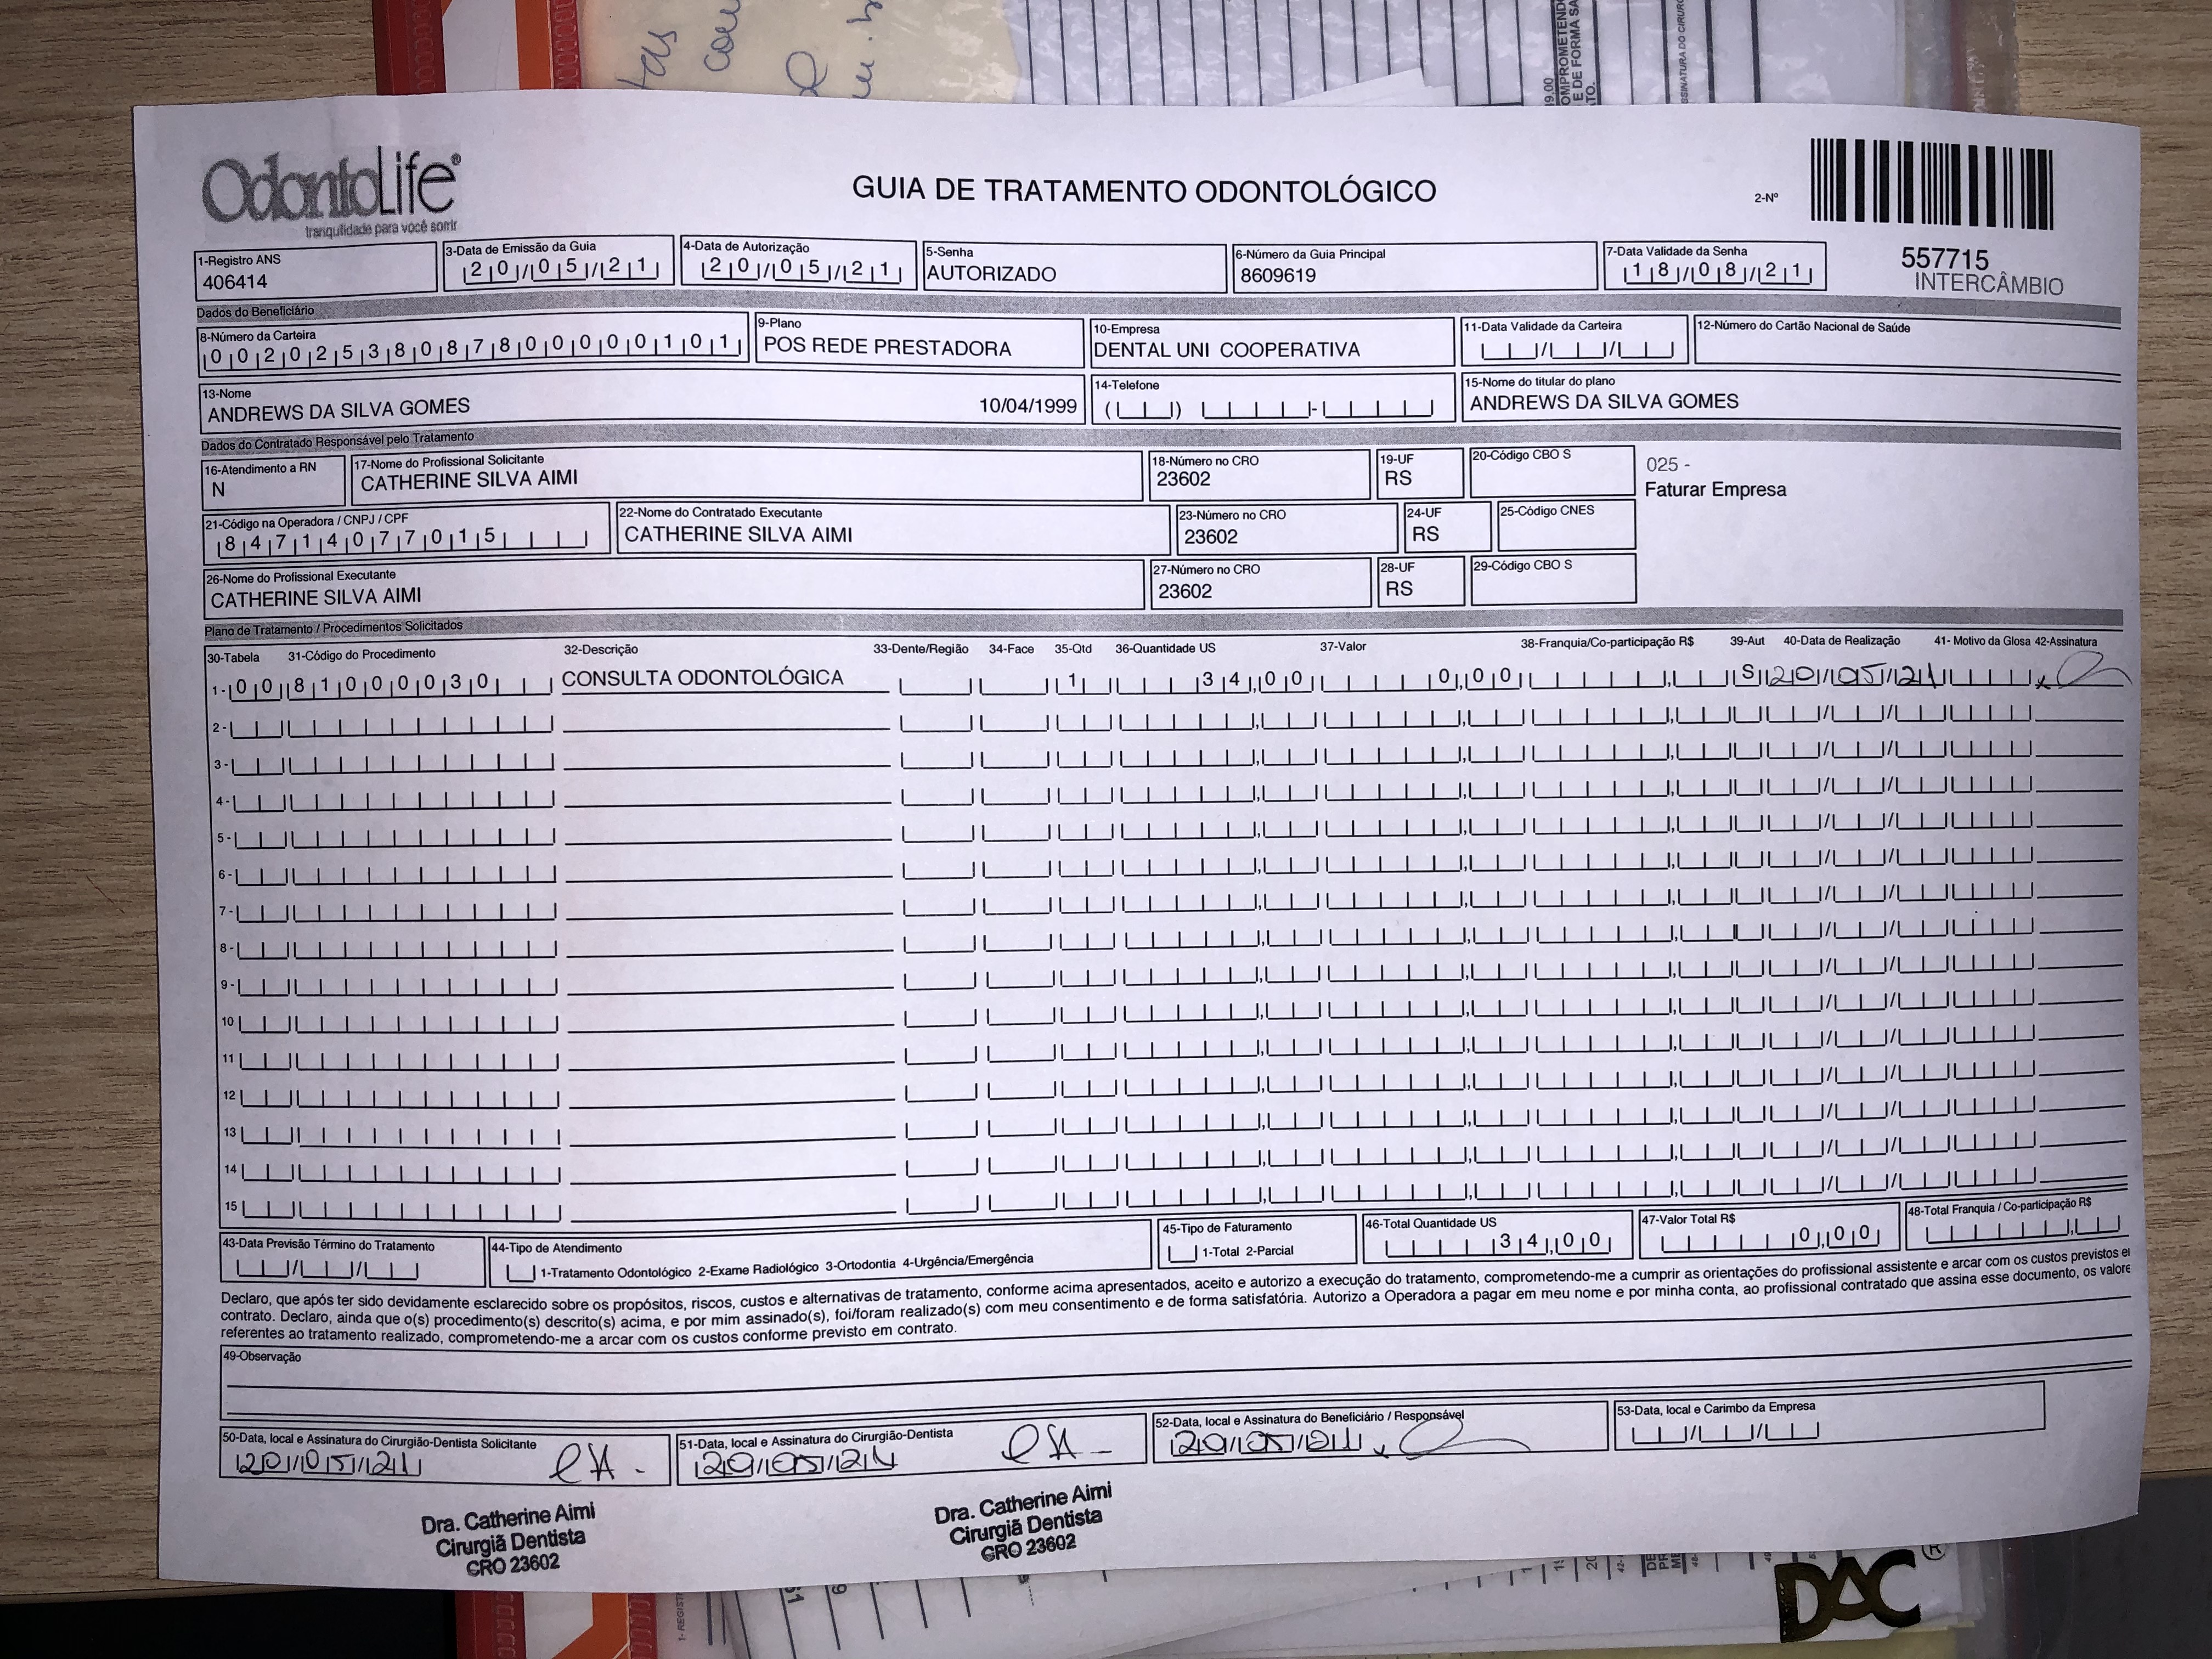 OdontoLife®
tranquilidade para você sorrir
GUIA DE TRATAMENTO ODONTOLÓGICO
2-Nº
557715
INTERCÂMBIO
1-Registro ANS
406414
3-Data de Emissão da Guia
20/05/21
4-Data de Autorização
20/05/21
5-Senha
AUTORIZADO
6-Número da Guia Principal
8609619
7-Data Validade da Senha
18/08/21
Dados do Beneficiário
8-Número da Carteira
00202538087800000101
9-Plano
POS REDE PRESTADORA
10-Empresa
DENTAL UNI COOPERATIVA
11-Data Validade da Carteira
12-Número do Cartão Nacional de Saúde
13-Nome
ANDREWS DA SILVA GOMES 10/04/1999
14-Telefone
15-Nome do titular do plano
ANDREWS DA SILVA GOMES
Dados do Contratado Responsável pelo Tratamento
16-Atendimento a RN
N
17-Nome do Profissional Solicitante
CATHERINE SILVA AIMI
18-Número no CRO
23602
19-UF
RS
20-Código CBO S
025 -
Faturar Empresa
21-Código na Operadora / CNPJ / CPF
84714077015
22-Nome do Contratado Executante
CATHERINE SILVA AIMI
23-Número no CRO
23602
24-UF
RS
25-Código CNES
26-Nome do Profissional Executante
CATHERINE SILVA AIMI
27-Número no CRO
23602
28-UF
RS
29-Código CBO S
Plano de Tratamento / Procedimentos Solicitados
30-Tabela 31-Código do Procedimento 32-Descrição 33-Dente/Região 34-Face 35-Qtd 36-Quantidade US 37-Valor 38-Franquia/Co-participação R$ 39-Aut 40-Data de Realização 41- Motivo da Glosa 42-Assinatura
1- 00 81000030 CONSULTA ODONTOLÓGICA 1 34,00 0,00 S 20/05/21
2-
3-
4-
5-
6-
7-
8-
9-
10
11
12
13
14
15
43-Data Previsão Término do Tratamento
44-Tipo de Atendimento
1-Tratamento Odontológico 2-Exame Radiológico 3-Ortodontia 4-Urgência/Emergência
45-Tipo de Faturamento
1-Total 2-Parcial
46-Total Quantidade US
34,00
47-Valor Total R$
0,00
48-Total Franquia / Co-participação R$
Declaro, que após ter sido devidamente esclarecido sobre os propósitos, riscos, custos e alternativas de tratamento, conforme acima apresentados, aceito e autorizo a execução do tratamento, comprometendo-me a cumprir as orientações do profissional assistente e arcar com os custos previstos e
contrato. Declaro, ainda que o(s) procedimento(s) descrito(s) acima, e por mim assinado(s), foi/foram realizado(s) com meu consentimento e de forma satisfatória. Autorizo a Operadora a pagar em meu nome e por minha conta, ao profissional contratado que assina esse documento, os valore
referentes ao tratamento realizado, comprometendo-me a arcar com os custos conforme previsto em contrato.
49-Observação
50-Data, local e Assinatura do Cirurgião-Dentista Solicitante
20/05/21
51-Data, local e Assinatura do Cirurgião-Dentista
20/05/21
52-Data, local e Assinatura do Beneficiário / Responsável
20/05/21
53-Data, local e Carimbo da Empresa
Dra. Catherine Aimi
Cirurgiã Dentista
CRO 23602
Dra. Catherine Aimi
Cirurgiã Dentista
CRO 23602
DAC®